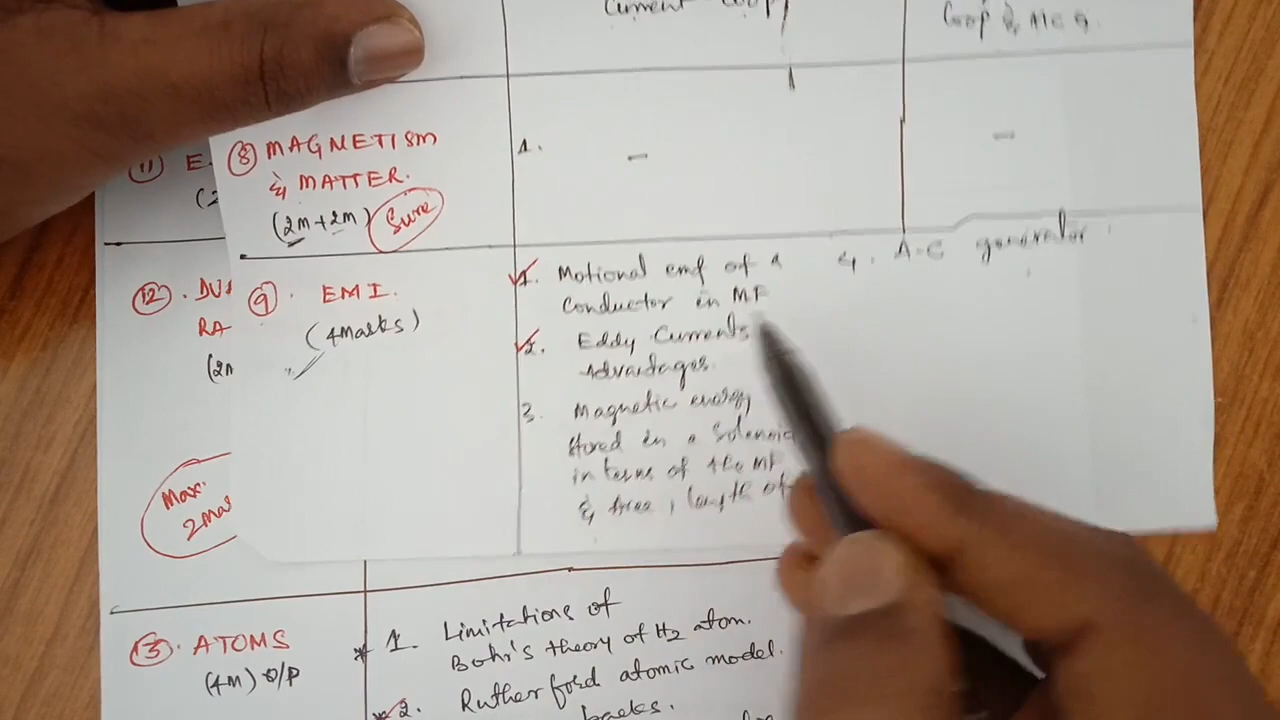 Current Loop
Loop & Alc q.
(11) E.
(2
(8) MAGNETISM
& MATTER.
(2m+2m) Sure
1. -
-
(12). DU
RA
(2m
Max.
2Ma
(9). EMI.
(4Marks)
1. Motional emf of a
Conductor in MF
2. Eddy Currents
Advantages.
3. Magnetic energy
stored in a Solenoid
in terms of the MF
& Area, length of
4. A.C generator.
(13). ATOMS
(4M) O/P
* 1. Limitations of
Bohr's theory of H2 atom.
* 2. Rutherford atomic model.
backs.